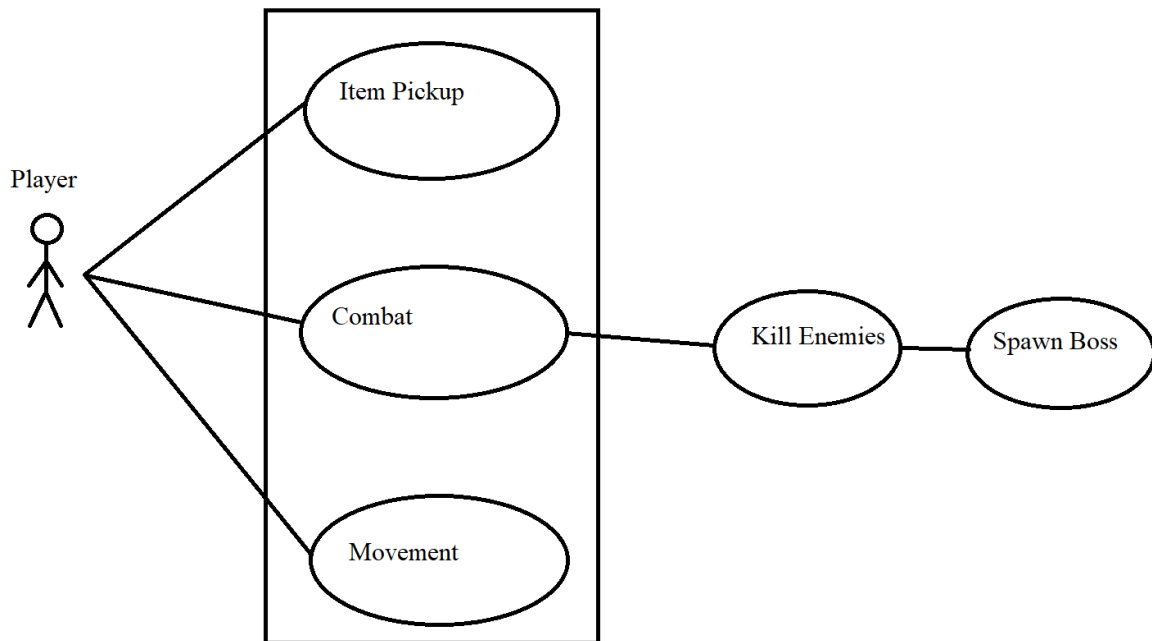 Item Pickup
Player
Combat
Kill Enemies
Spawn Boss
Movement